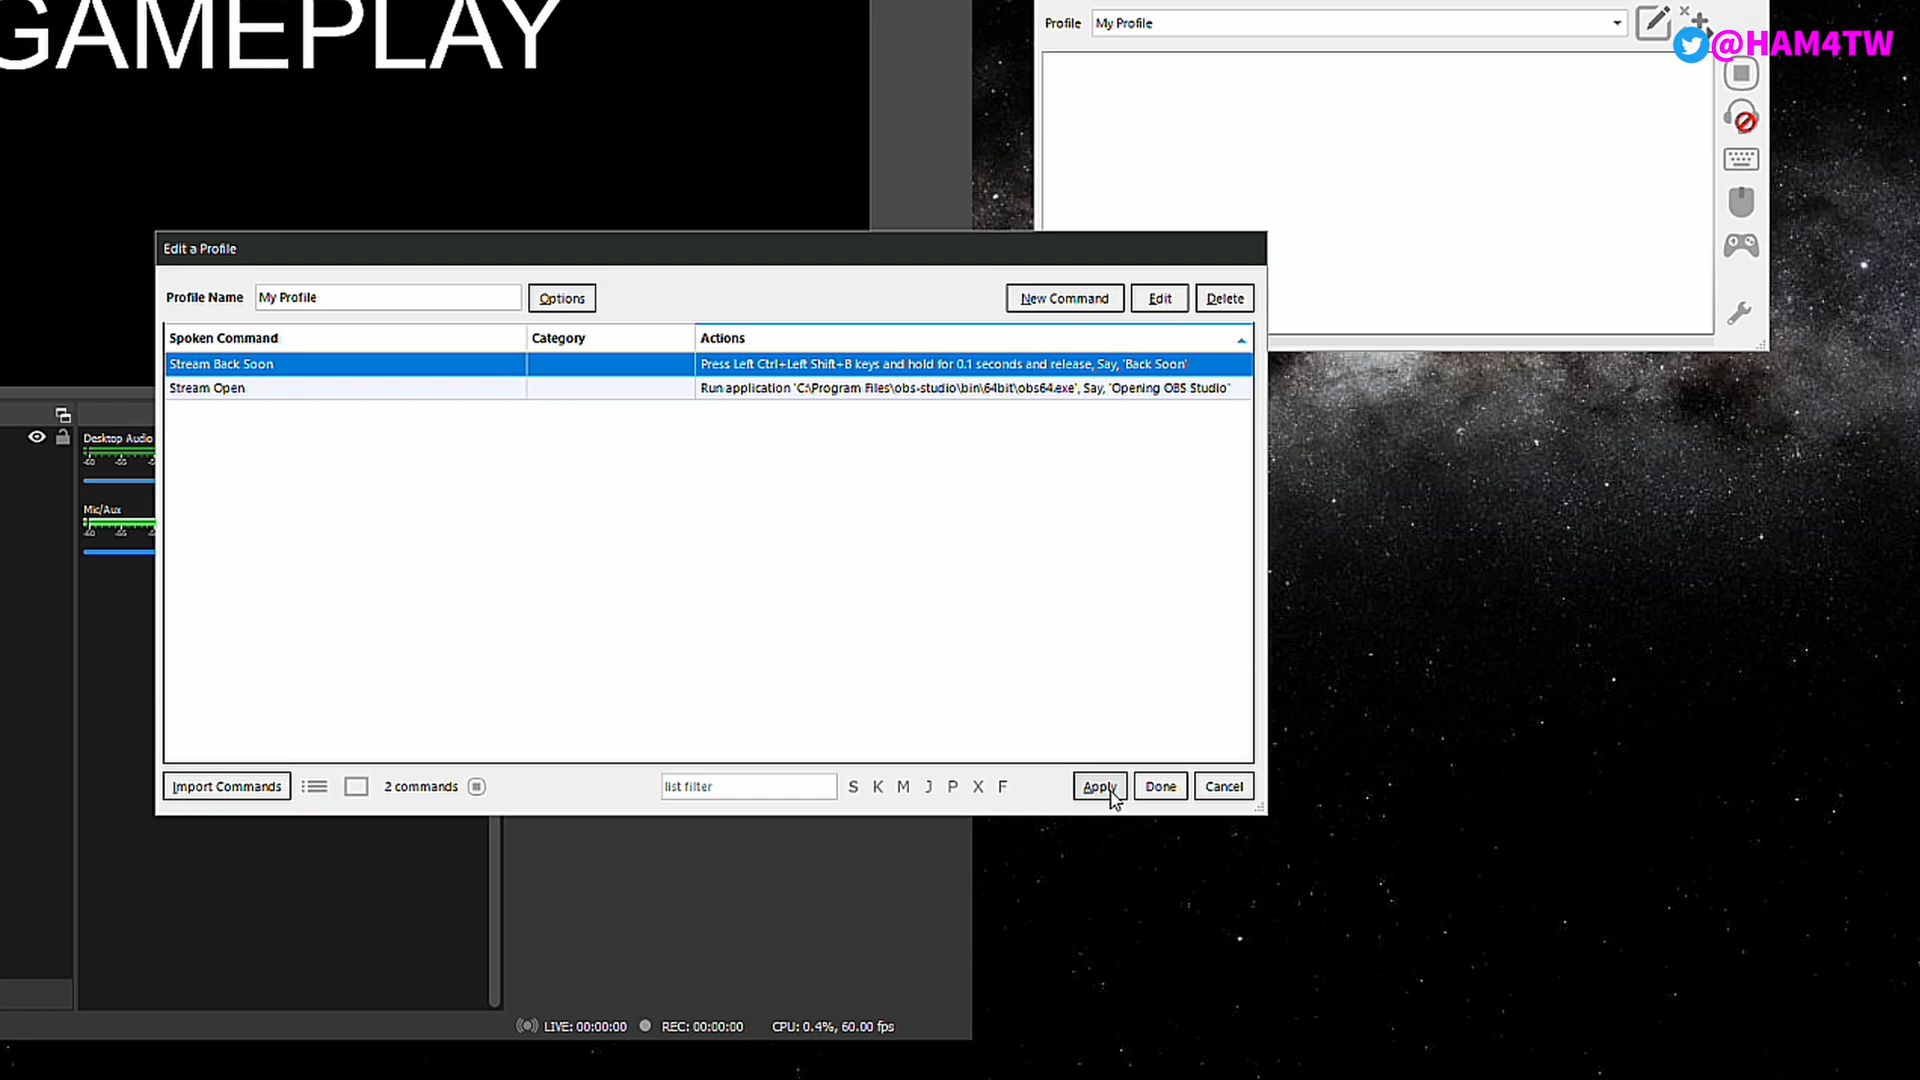 GAMEPLAY
Profile My Profile
@HAM4TW
Edit a Profile
Profile Name My Profile Options New Command Edit Delete
Spoken Command Category Actions
Stream Back Soon Press Left Ctrl+Left Shift+B keys and hold for 0.1 seconds and release, Say, 'Back Soon'
Stream Open Run application 'C:\Program Files\obs-studio\bin\64bit\obs64.exe', Say, 'Opening OBS Studio'
Desktop Audio
-60 -55
Mic/Aux
-60 -55
Import Commands 2 commands list filter S K M J P X F Apply Done Cancel
LIVE: 00:00:00 REC: 00:00:00 CPU: 0.4%, 60.00 fps